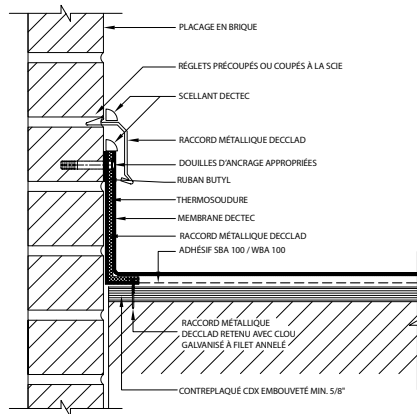 PLACAGE EN BRIQUE
RÉGLETS PRÉCOUPÉS OU COUPÉS À LA SCIE
SCELLANT DECTEC
RACCORD MÉTALLIQUE DECCLAD
DOUILLES D'ANCRAGE APPROPRIÉES
RUBAN BUTYL
THERMOSOUDURE
MEMBRANE DECTEC
RACCORD MÉTALLIQUE DECCLAD
ADHÉSIF SBA 100 / WBA 100
RACCORD MÉTALLIQUE
DECCLAD RETENU AVEC CLOU
GALVANISÉ À FILET ANNELÉ
CONTREPLAQUÉ CDX EMBOUVETÉ MIN. 5/8"